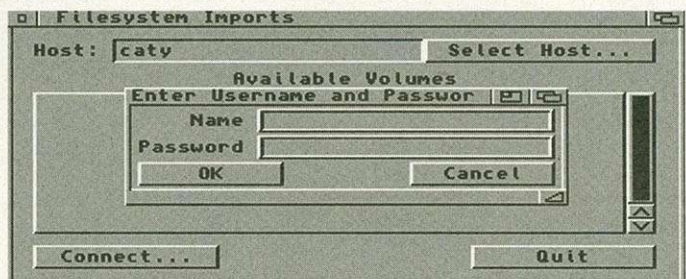 Filesystem Imports
Host: caty Select Host...
Available Volumes
Enter Username and Passwor
Name
Password
OK Cancel
Connect... Quit